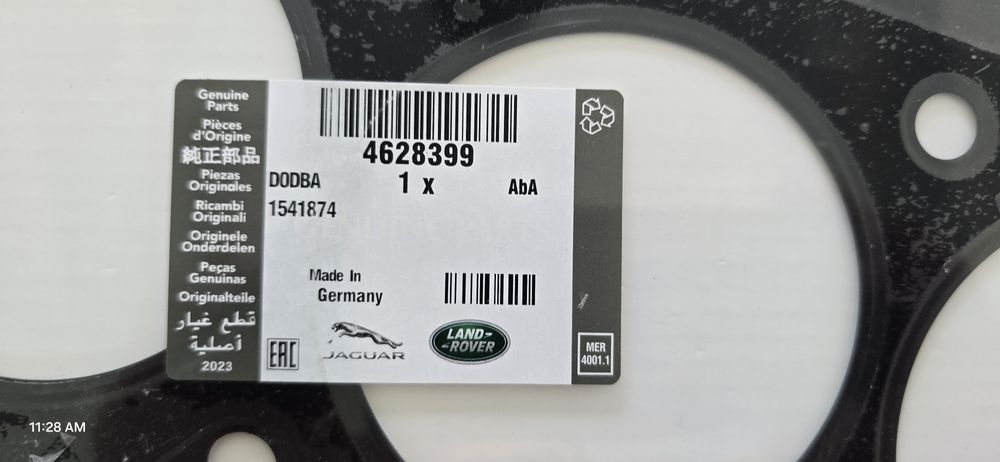 Genuine
Parts
Pièces
d'Origine
純正部品
Piezas
Originales
Ricambi
Originali
Originele
Onderdelen
Peças
Genuinas
Originalteile
قطع غيار
أصلية
2023
4628399
DODBA
1 x
AbA
1541874
Made In
Germany
EAC
JAGUAR
LAND-
-ROVER
MER
4001.1
11:28 AM